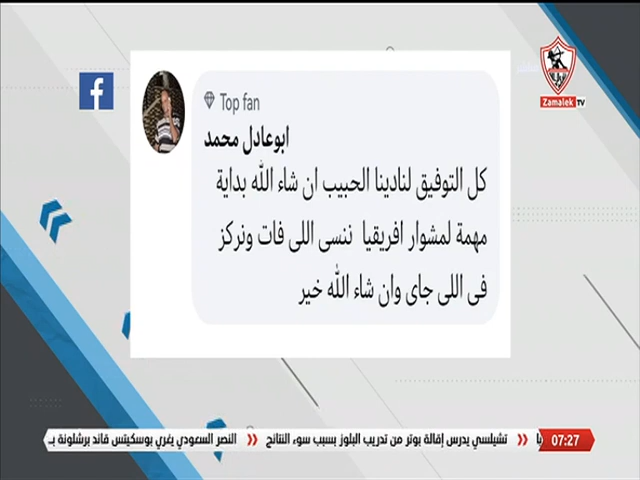 f
Zamalek TV
Top fan
ابوعادل محمد
كل التوفيق لنادينا الحبيب ان شاء الله بداية
مهمة لمشوار افريقيا ننسى اللى فات ونركز
فى اللى جاى وان شاء الله خير
تشيلسي يدرس إقالة بوتر من تدريب البلوز بسبب سوء النتائج » النصر السعودي يغري بوسكيتس قائد برشلونة بـ
07:27